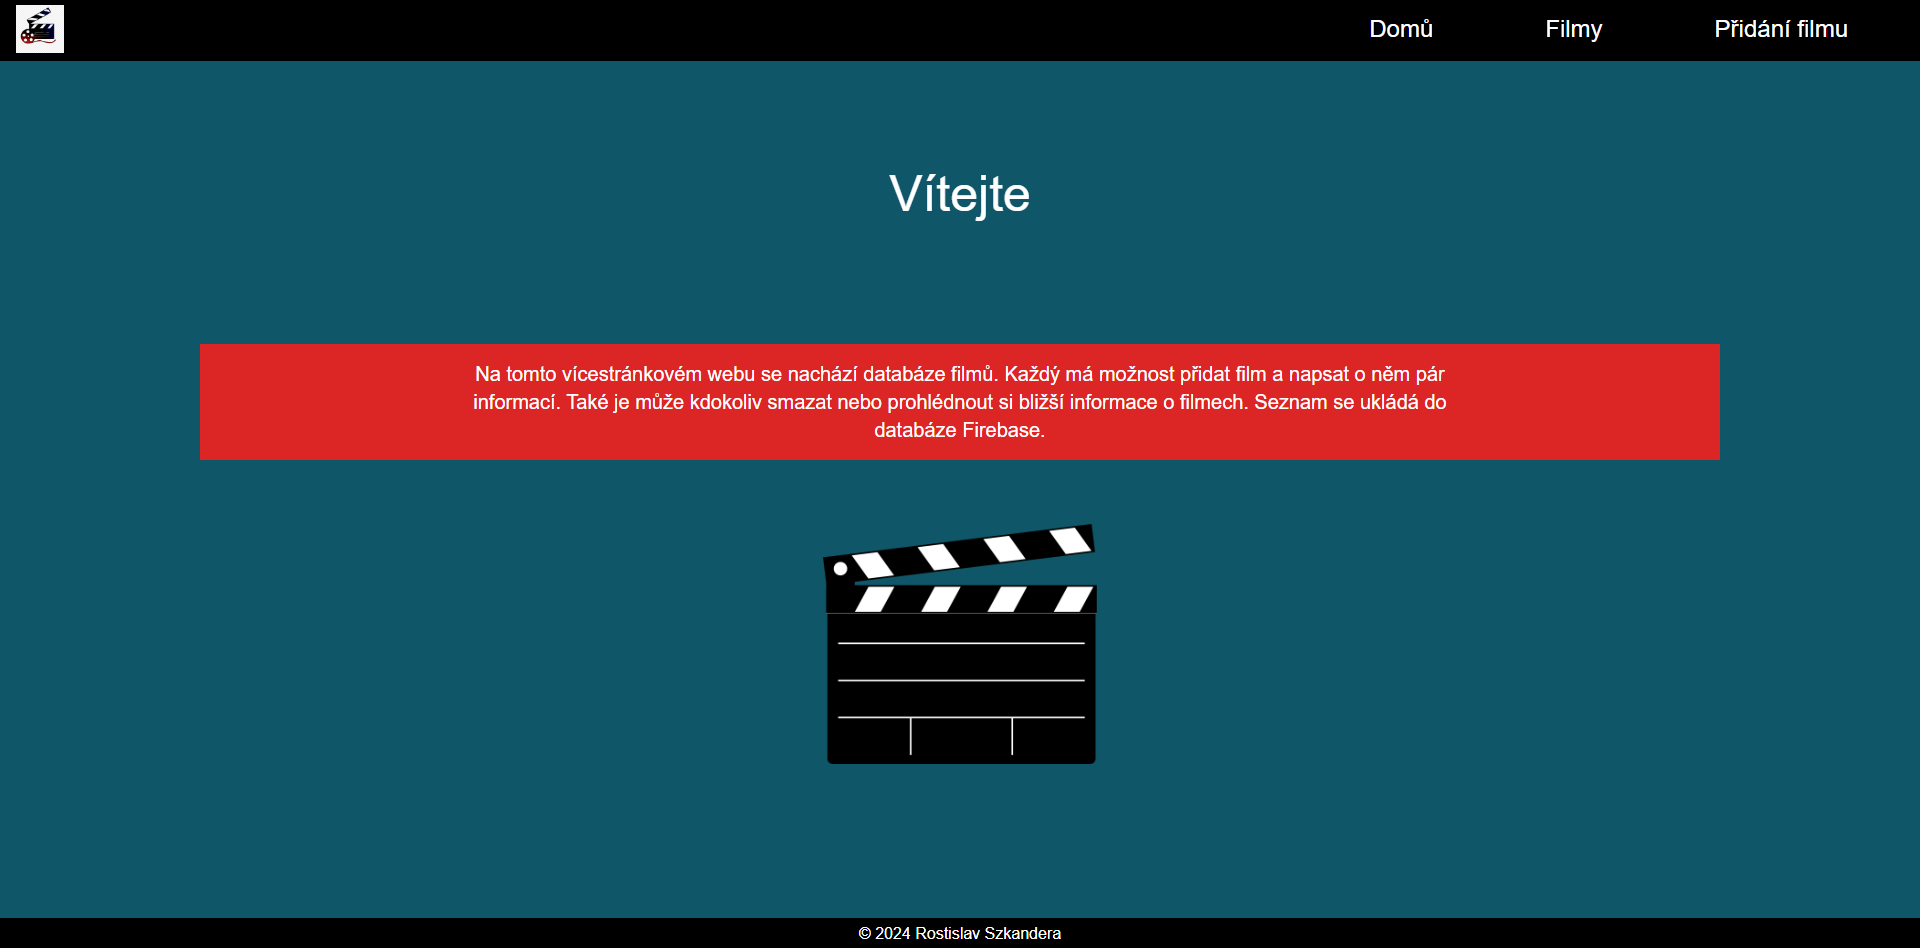 Domů
Filmy
Přidání filmu
Vítejte
Na tomto vícestránkovém webu se nachází databáze filmů. Každý má možnost přidat film a napsat o něm pár
informací. Také je může kdokoliv smazat nebo prohlédnout si bližší informace o filmech. Seznam se ukládá do
databáze Firebase.
© 2024 Rostislav Szkandera